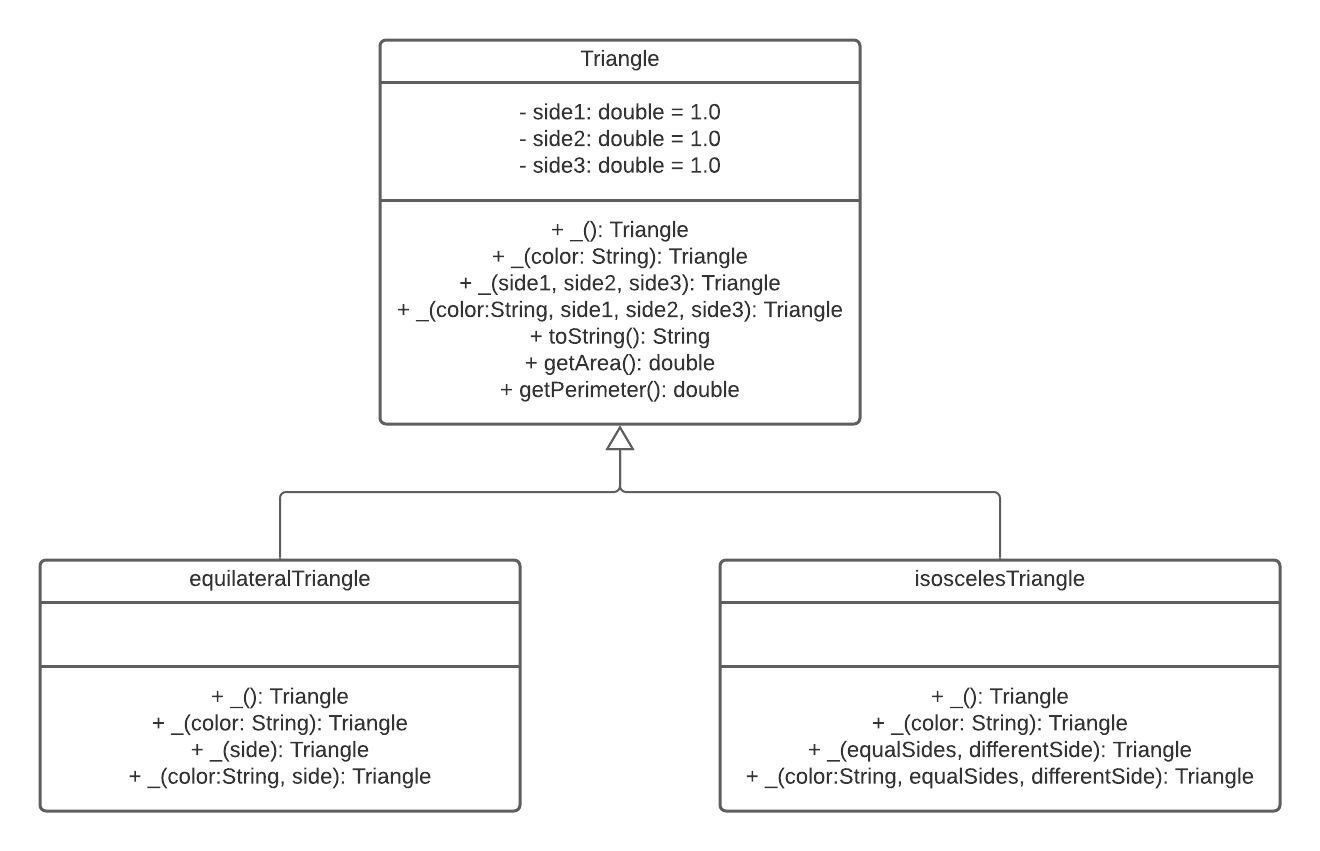 Triangle
- side1: double = 1.0
- side2: double = 1.0
- side3: double = 1.0
+ _(): Triangle
+ _(color: String): Triangle
+ _(side1, side2, side3): Triangle
+ _(color:String, side1, side2, side3): Triangle
+ toString(): String
+ getArea(): double
+ getPerimeter(): double
equilateralTriangle
+ _(): Triangle
+ _(color: String): Triangle
+ _(side): Triangle
+ _(color:String, side): Triangle
isoscelesTriangle
+ _(): Triangle
+ _(color: String): Triangle
+ _(equalSides, differentSide): Triangle
+ _(color:String, equalSides, differentSide): Triangle